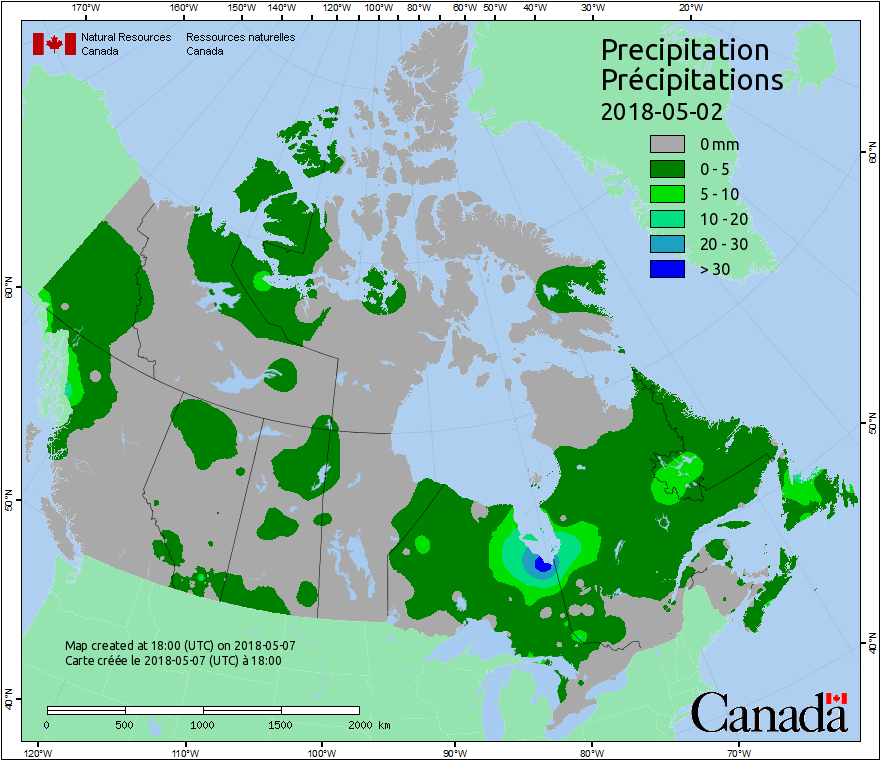 170°W 160°W 150°W 140°W 130°W 120°W 110°W 100°W 90°W 80°W 60°W 50°W 40°W 30°W 20°W
Natural Resources Ressources naturelles
Canada Canada
Precipitation
Précipitations
2018-05-02
0 mm
0 - 5
5 - 10
10 - 20
20 - 30
> 30
60°N
60°N
50°N
50°N
40°N
40°N
Map created at 18:00 (UTC) on 2018-05-07
Carte créée le 2018-05-07 (UTC) à 18:00
0 500 1000 1500 2000 km
Canada
120°W 110°W 100°W 90°W 80°W 70°W